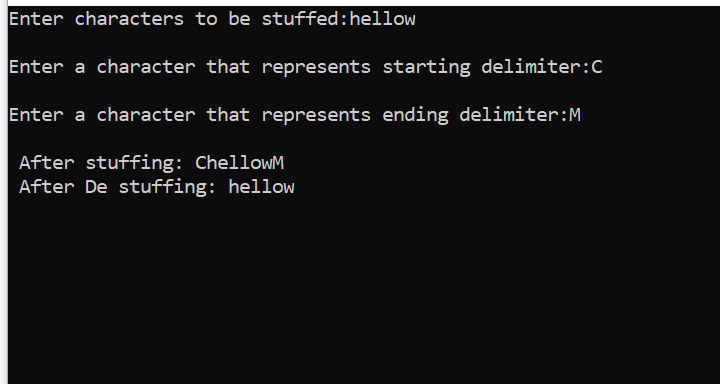 Enter characters to be stuffed:hellow
Enter a character that represents starting delimiter:C
Enter a character that represents ending delimiter:M
After stuffing: ChellowM
After De stuffing: hellow